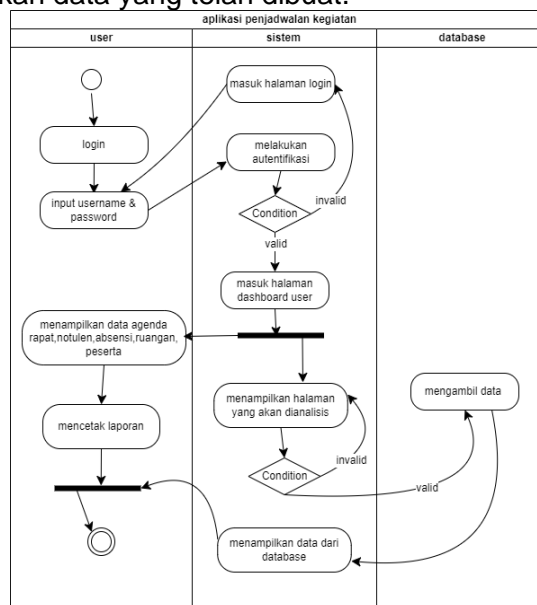 kan data yang telah dibuat.
aplikasi penjadwalan kegiatan
user
sistem
database
masuk halaman login
login
melakukan
autentifikasi
input username &
password
Condition
invalid
valid
masuk halaman
dashboard user
menampilkan data agenda
rapat,notulen,absensi,ruangan,
peserta
menampilkan halaman
yang akan dianalisis
mengambil data
mencetak laporan
Condition
invalid
valid
menampilkan data dari
database